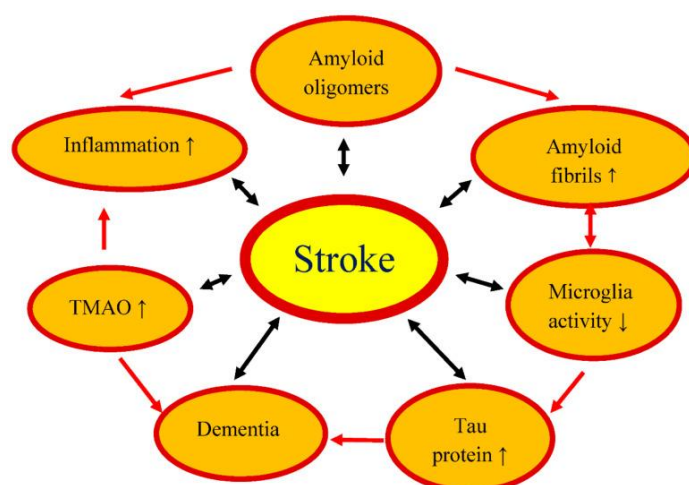 Amyloid
oligomers
Inflammation ↑
Amyloid
fibrils ↑
Stroke
TMAO ↑
Microglia
activity ↓
Dementia
Tau
protein ↑